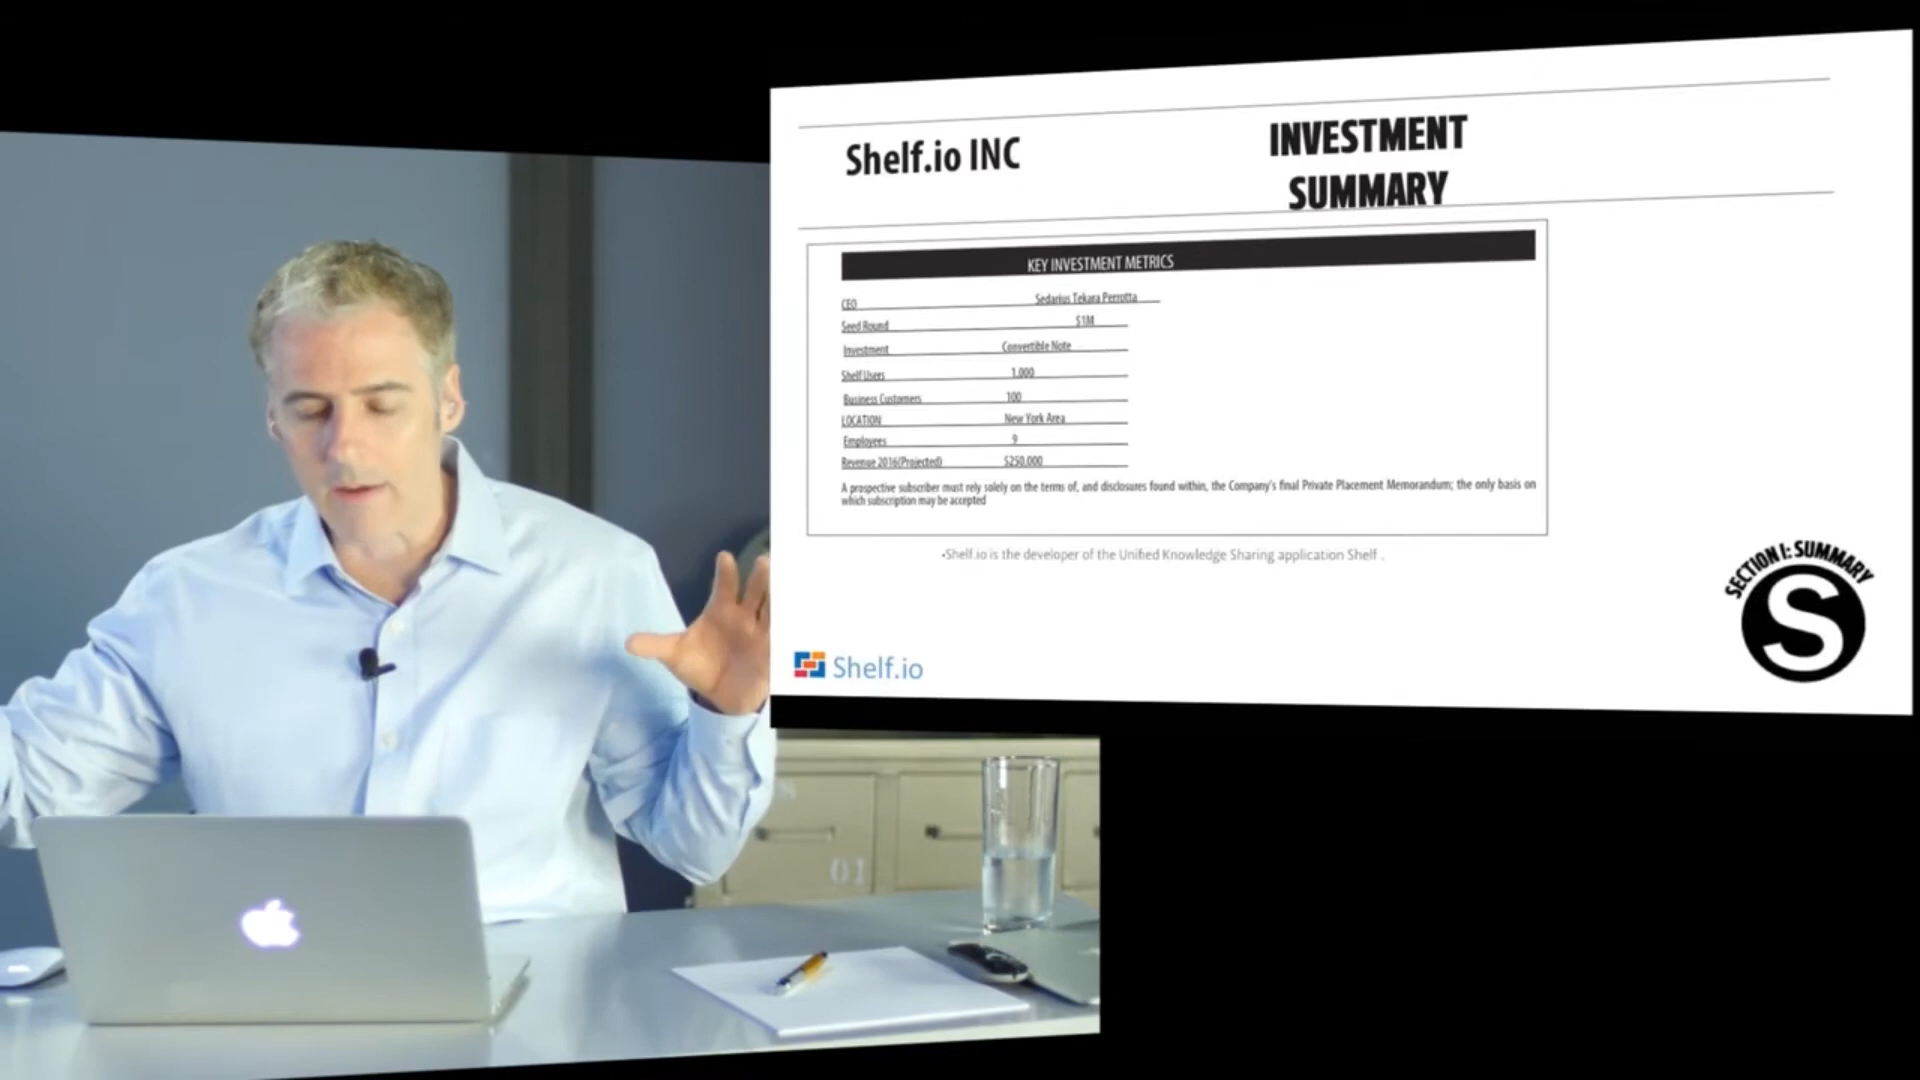 Shelf.io INC
INVESTMENT
SUMMARY
KEY INVESTMENT METRICS
CEO Sedarius Tekara Perrotta
Seed Round $1M
Investment Convertible Note
Shelf Users 1.000
Business Customers 100
LOCATION New York Area
Employees 9
Revenue 2016(Projected) $250.000
A prospective subscriber must rely solely on the terms of, and disclosures found within, the Company's final Private Placement Memorandum; the only basis on
which subscription may be accepted
•Shelf.io is the developer of the Unified Knowledge Sharing application Shelf .
SECTION I: SUMMARY
S
Shelf.io
01